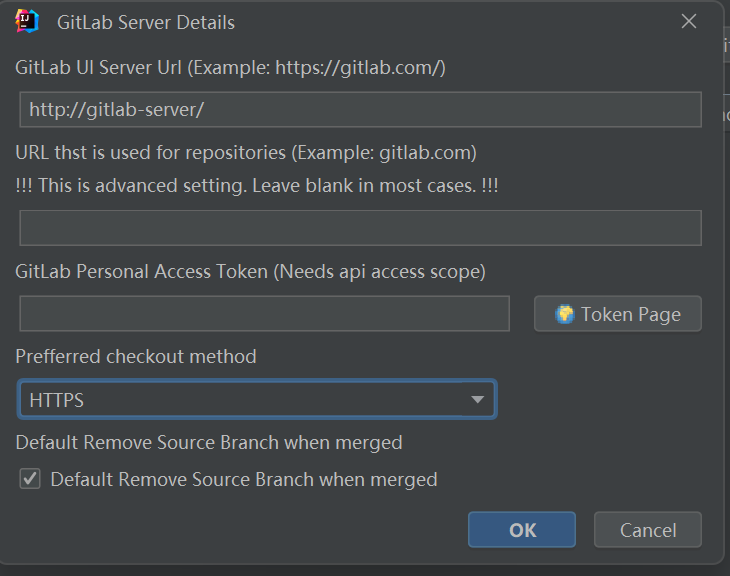 GitLab Server Details
GitLab UI Server Url (Example: https://gitlab.com/)
http://gitlab-server/
URL thst is used for repositories (Example: gitlab.com)
!!! This is advanced setting. Leave blank in most cases. !!!
GitLab Personal Access Token (Needs api access scope)
Token Page
Prefferred checkout method
HTTPS
Default Remove Source Branch when merged
Default Remove Source Branch when merged
OK Cancel